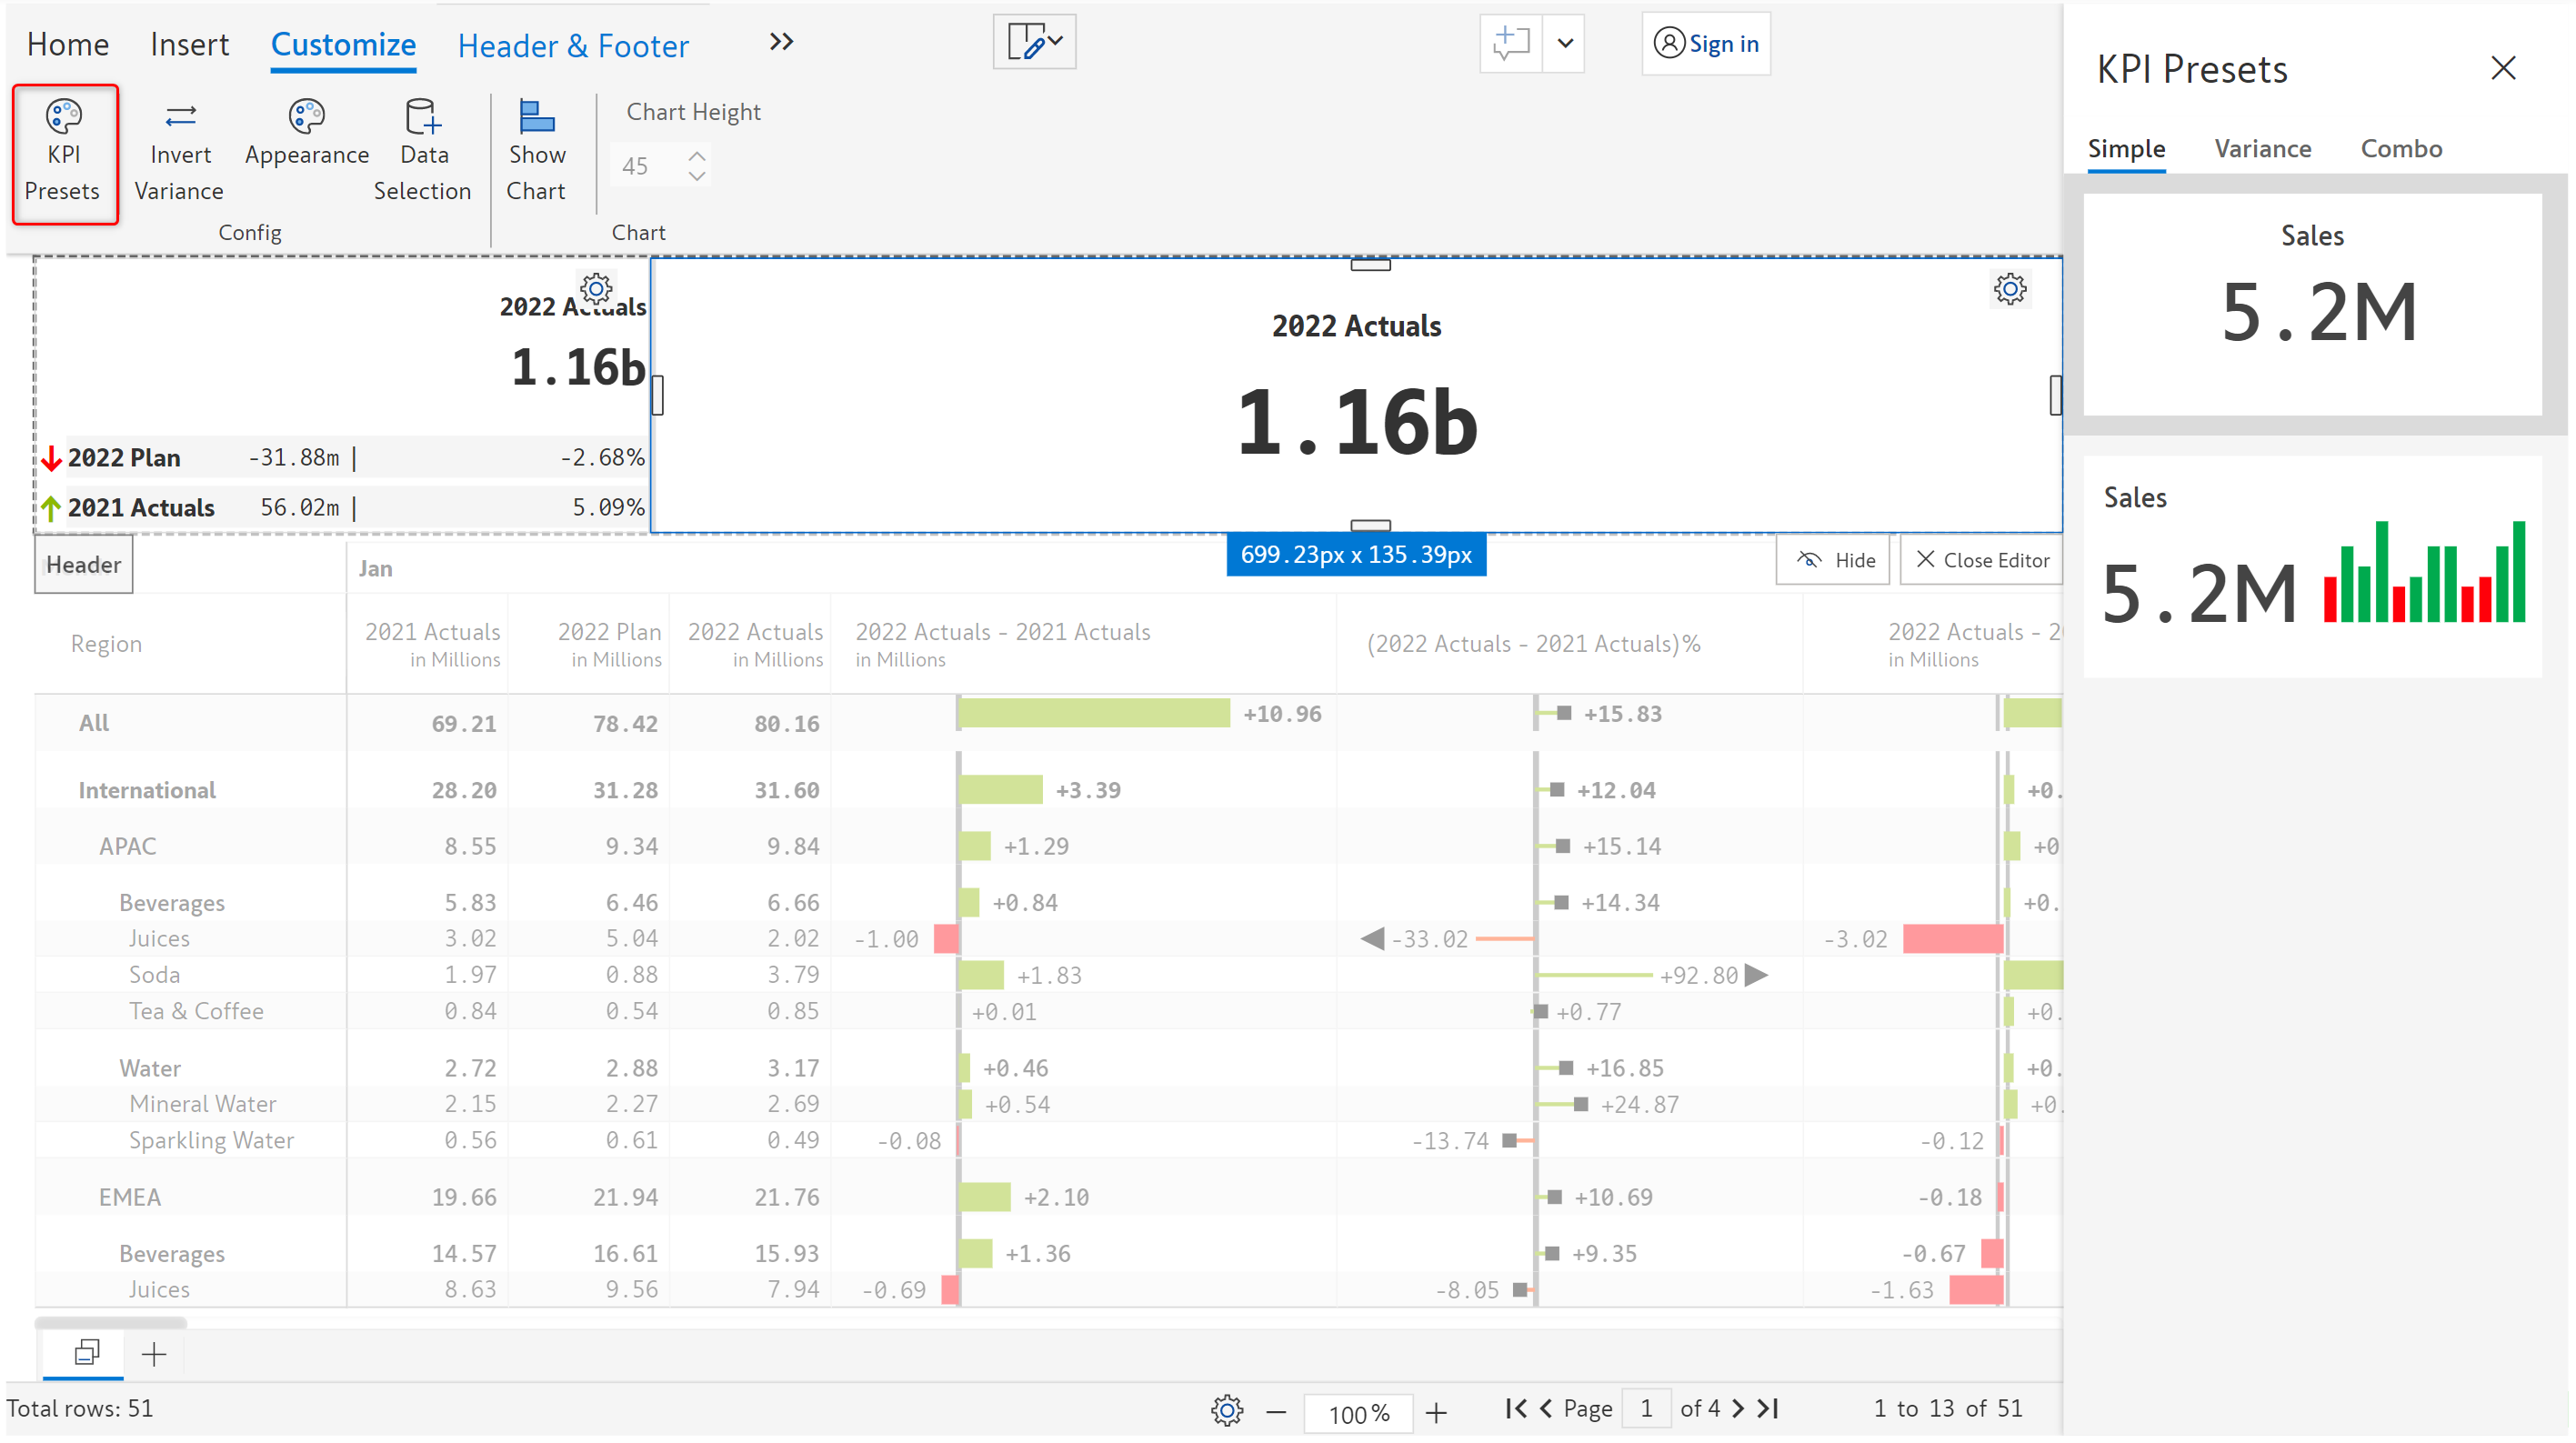 Home Insert Customize Header & Footer
Sign in
KPI Presets
Invert Variance
Appearance
Data Selection
Show Chart
Chart Height
45
Config
Chart
2022 Actuals
1.16b
2022 Plan -31.88m | -2.68%
2021 Actuals 56.02m | 5.09%
2022 Actuals
1.16b
699.23px x 135.39px
Hide
Close Editor
Header
Jan
Region
2021 Actuals
in Millions
2022 Plan
in Millions
2022 Actuals
in Millions
2022 Actuals - 2021 Actuals
in Millions
(2022 Actuals - 2021 Actuals)%
2022 Actuals - 20
in Millions
All 69.21 78.42 80.16 +10.96 +15.83
International 28.20 31.28 31.60 +3.39 +12.04 +0.
APAC 8.55 9.34 9.84 +1.29 +15.14 +0
Beverages 5.83 6.46 6.66 +0.84 +14.34 +0.
Juices 3.02 5.04 2.02 -1.00 -33.02 -3.02
Soda 1.97 0.88 3.79 +1.83 +92.80
Tea & Coffee 0.84 0.54 0.85 +0.01 +0.77 +0.
Water 2.72 2.88 3.17 +0.46 +16.85 +0.
Mineral Water 2.15 2.27 2.69 +0.54 +24.87 +0.
Sparkling Water 0.56 0.61 0.49 -0.08 -13.74 -0.12
EMEA 19.66 21.94 21.76 +2.10 +10.69 -0.18
Beverages 14.57 16.61 15.93 +1.36 +9.35 -0.67
Juices 8.63 9.56 7.94 -0.69 -8.05 -1.63
Total rows: 51
100%
Page 1 of 4
1 to 13 of 51
KPI Presets
Simple Variance Combo
Sales
5.2M
Sales
5.2M